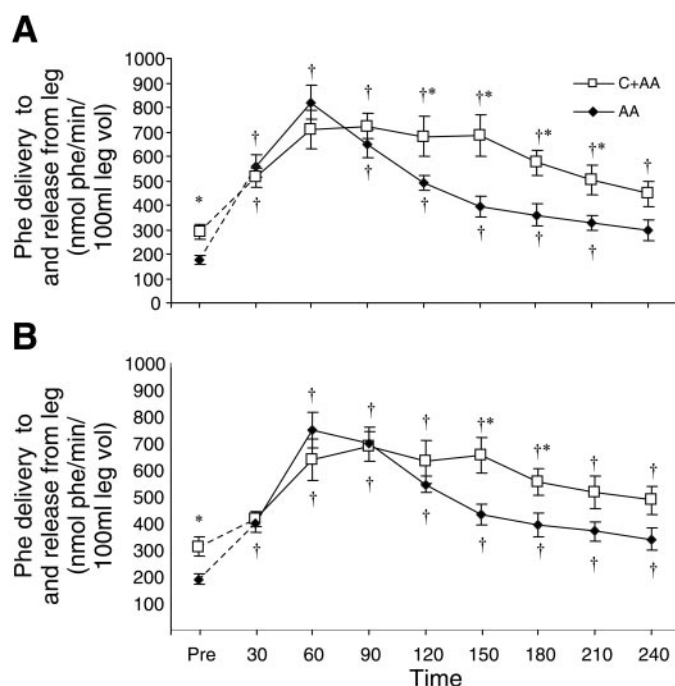 A
Phe delivery to
and release from leg
(nmol phe/min/
100ml leg vol)
1000
900
800
700
600
500
400
300
200
100
0
†
† † †* †*
C+AA
AA
†* †* †
*
† † † † † †
B
Phe delivery to
and release from leg
(nmol phe/min/
100ml leg vol)
1000
900
800
700
600
500
400
300
200
100
† † † †* †* † †
*
† † † † † † † †
Pre 30 60 90 120 150 180 210 240
Time